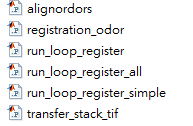 alignordors
registration_odor
run_loop_register
run_loop_register_all
run_loop_register_simple
transfer_stack_tif